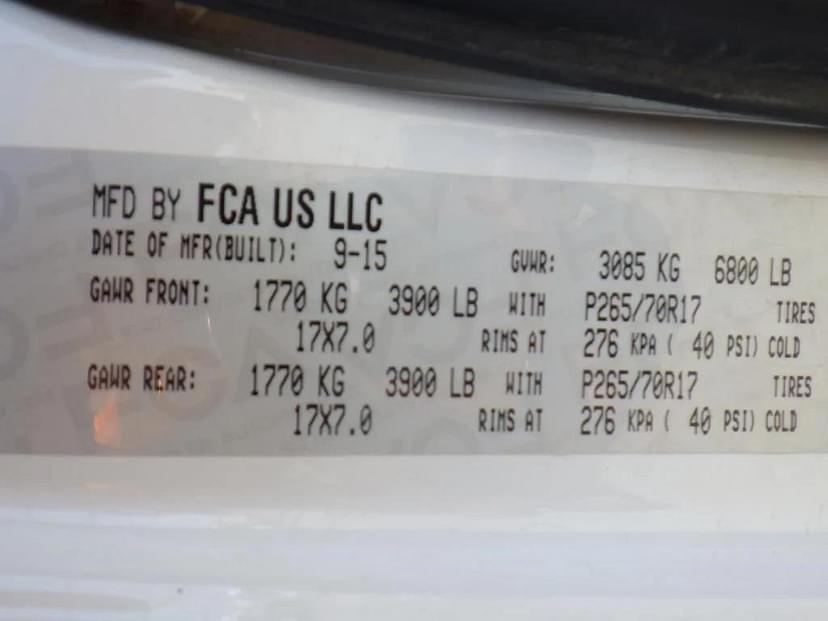 MFD BY FCA US LLC
DATE OF MFR(BUILT): 9-15 GVWR: 3085 KG 6800 LB
GAWR FRONT: 1770 KG 3900 LB WITH P265/70R17 TIRES
17X7.0 RIMS AT 276 KPA ( 40 PSI) COLD
GAWR REAR: 1770 KG 3900 LB WITH P265/70R17 TIRES
17X7.0 RIMS AT 276 KPA ( 40 PSI) COLD